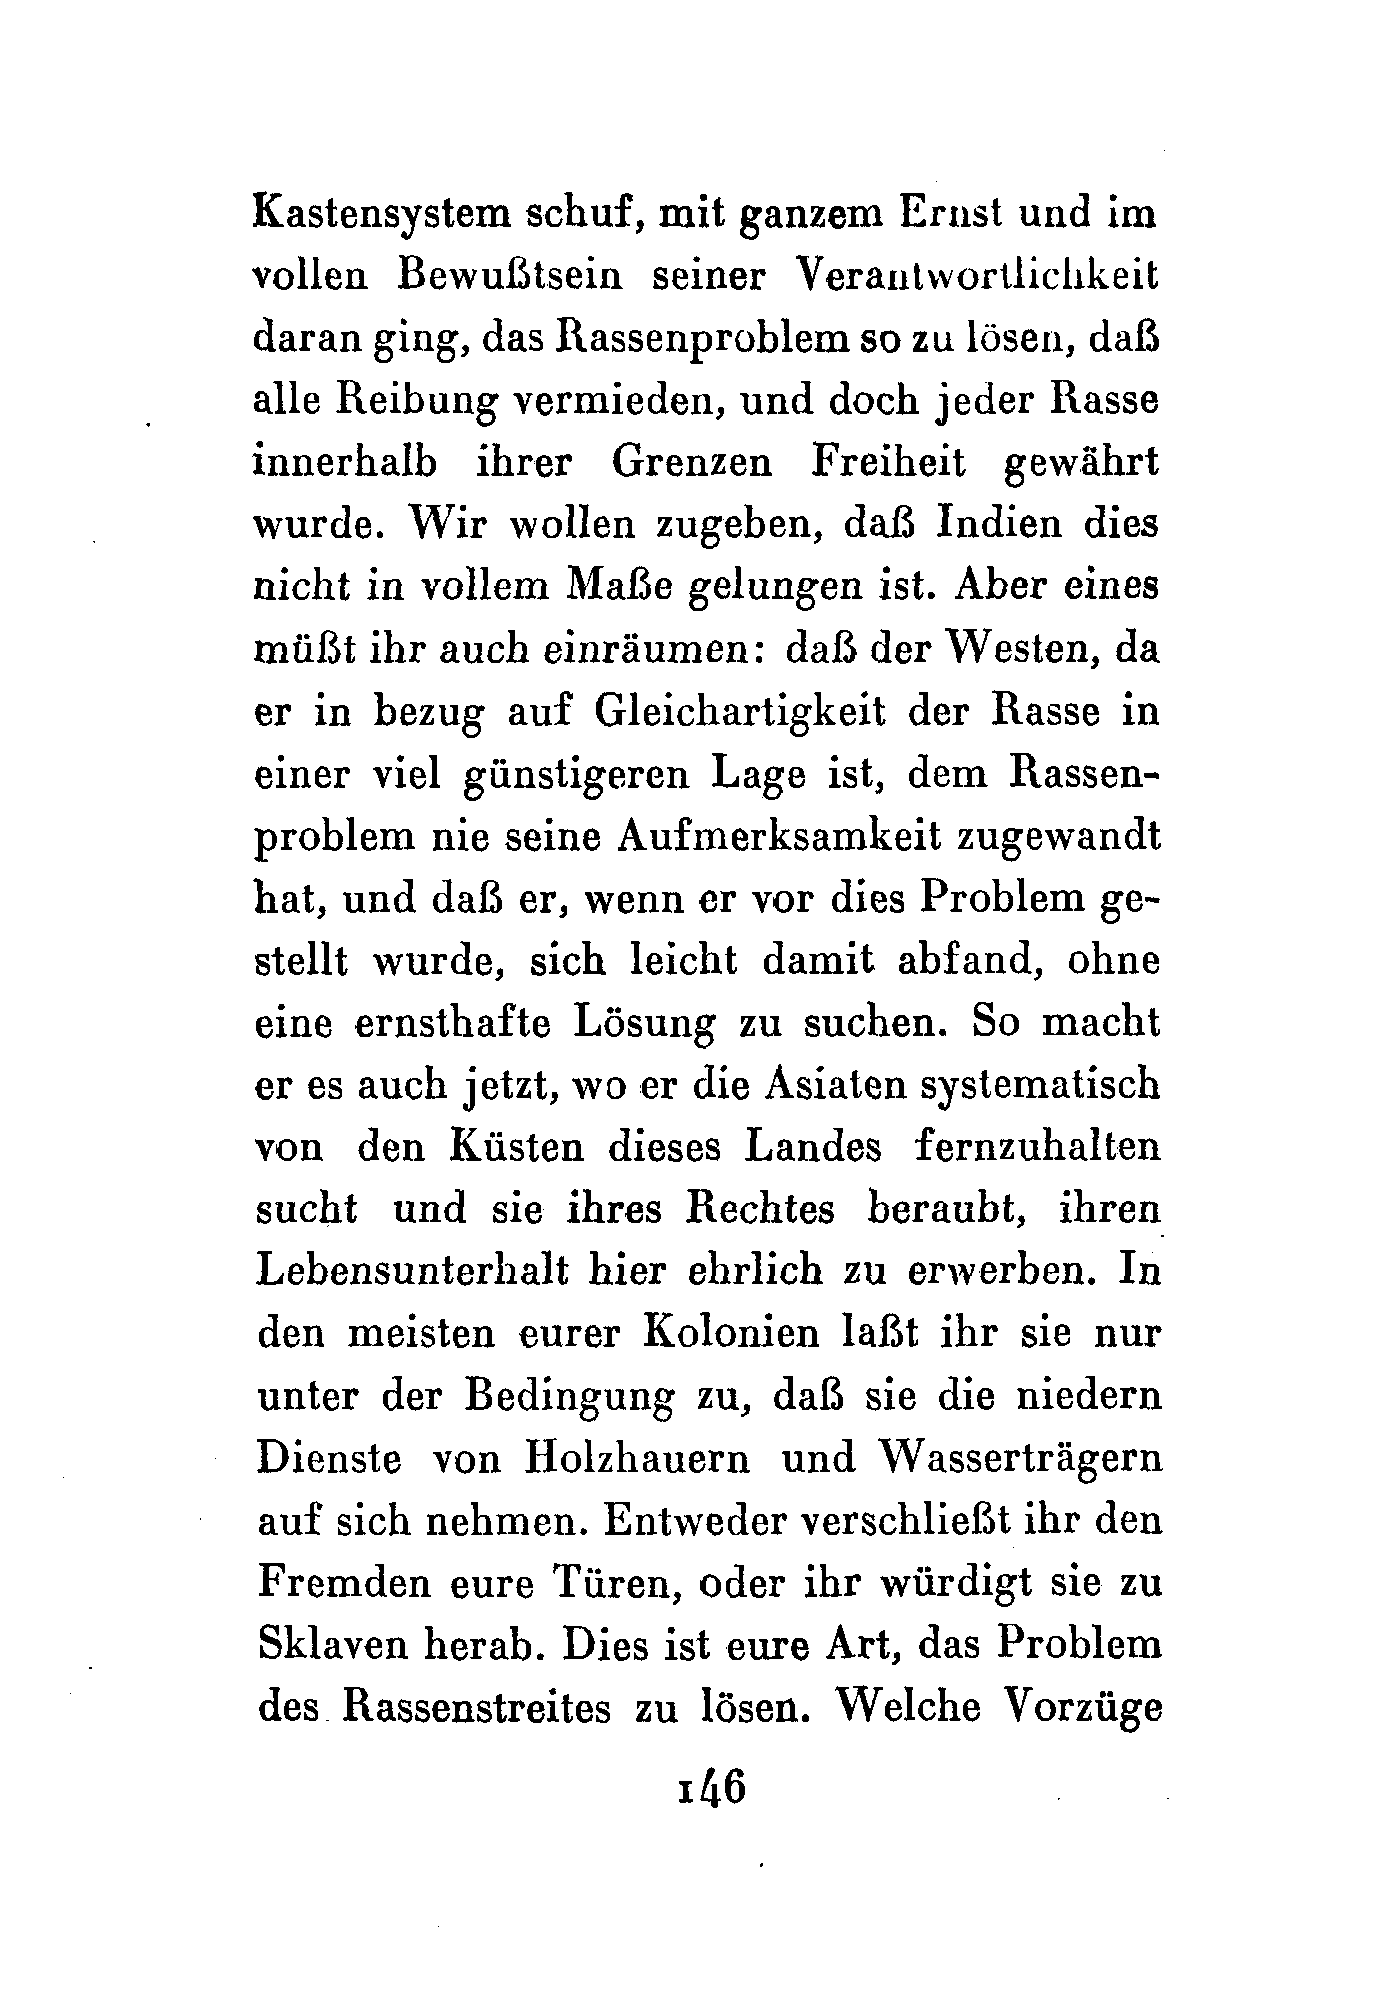 Kastensystem schuf, mit ganzem Ernst und im
vollen Bewußtsein seiner Verantwortlichkeit
daran ging, das Rassenproblem so zu lösen, daß
alle Reibung vermieden, und doch jeder Rasse
innerhalb ihrer Grenzen Freiheit gewährt
wurde. Wir wollen zugeben, daß Indien dies
nicht in vollem Maße gelungen ist. Aber eines
müßt ihr auch einräumen: daß der Westen, da
er in bezug auf Gleichartigkeit der Rasse in
einer viel günstigeren Lage ist, dem Rassen-
problem nie seine Aufmerksamkeit zugewandt
hat, und daß er, wenn er vor dies Problem ge-
stellt wurde, sich leicht damit abfand, ohne
eine ernsthafte Lösung zu suchen. So macht
er es auch jetzt, wo er die Asiaten systematisch
von den Küsten dieses Landes fernzuhalten
sucht und sie ihres Rechtes beraubt, ihren
Lebensunterhalt hier ehrlich zu erwerben. In
den meisten eurer Kolonien laßt ihr sie nur
unter der Bedingung zu, daß sie die niedern
Dienste von Holzhauern und Wasserträgern
auf sich nehmen. Entweder verschließt ihr den
Fremden eure Türen, oder ihr würdigt sie zu
Sklaven herab. Dies ist eure Art, das Problem
des Rassenstreites zu lösen. Welche Vorzüge
146